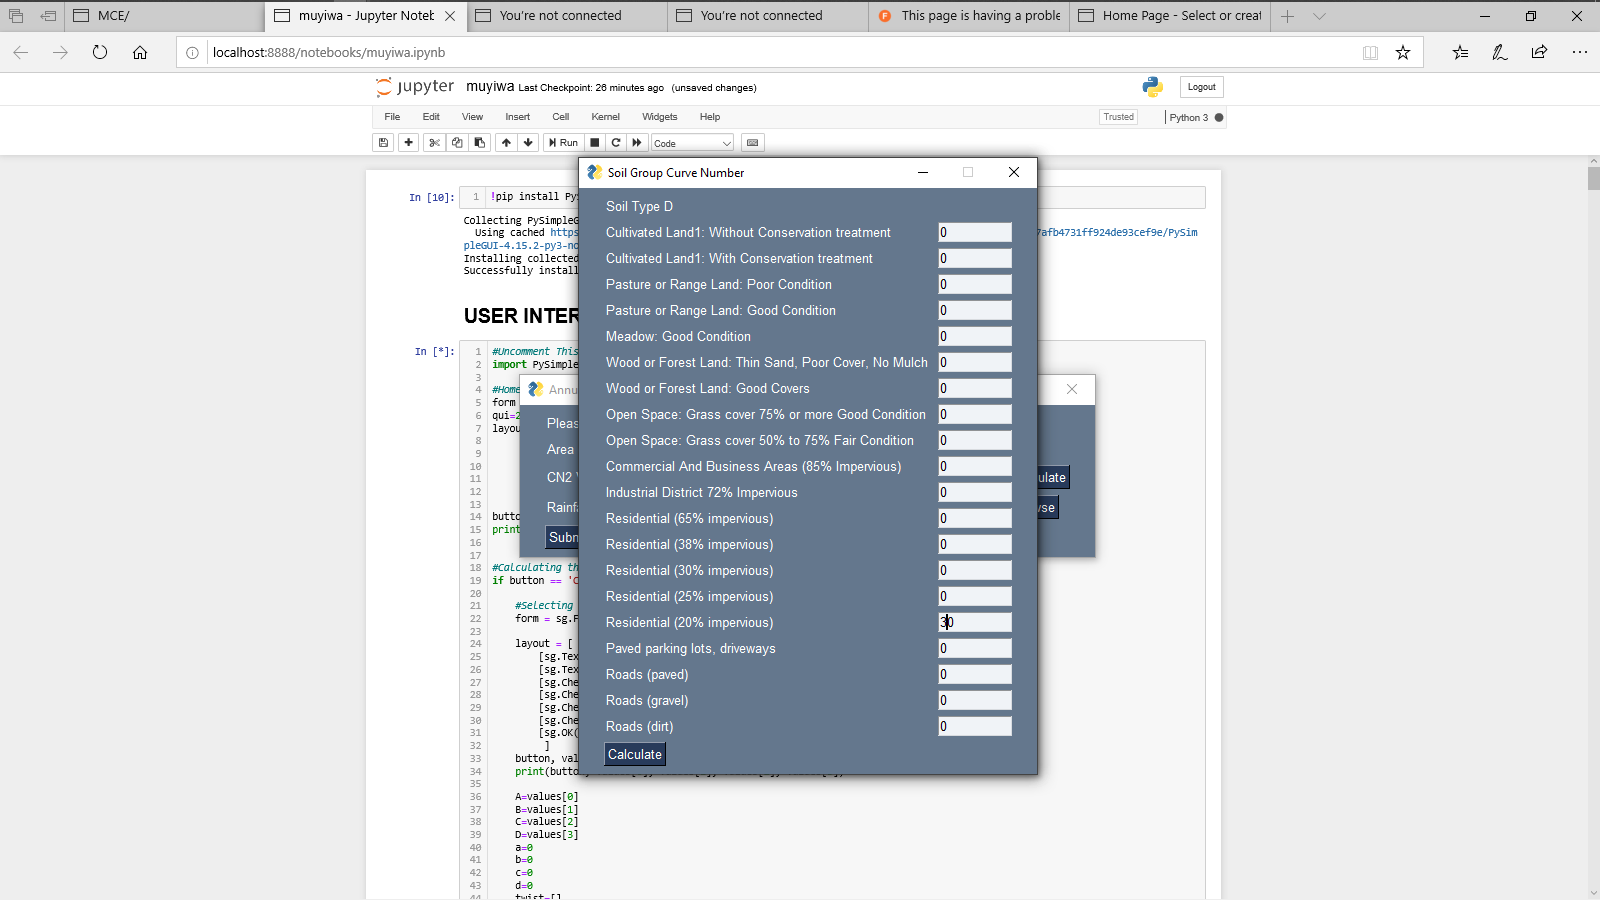 MCE/
muyiwa - Jupyter Noteb
You're not connected
You're not connected
This page is having a proble
Home Page - Select or creat
localhost:8888/notebooks/muyiwa.ipynb
jupyter muyiwa Last Checkpoint: 26 minutes ago (unsaved changes)
Logout
File Edit View Insert Cell Kernel Widgets Help
Trusted Python 3
Run Code
In [10]: 1 !pip install PyS
Collecting PySimpleG
Using cached https 7afb4731ff924de93cef9e/PySim
pleGUI-4.15.2-py3-no
Installing collected
Successfully install
USER INTER
In [*]: 1 #Uncomment This
2 import PySimple
3
4 #Home
5 form
6 qui=2
7 layou
8
9
10
11
12
13
14 butto
15 print
16
17
18 #Calculating th
19 if button == 'C
20
21 #Selecting
22 form = sg.F
23
24 layout = [
25 [sg.Tex
26 [sg.Tex
27 [sg.Che
28 [sg.Che
29 [sg.Che
30 [sg.Che
31 [sg.OK(
32 ]
33 button, val
34 print(butto
35
36 A=values[0]
37 B=values[1]
38 C=values[2]
39 D=values[3]
40 a=0
41 b=0
42 c=0
43 d=0
44 twist=[]
Annu
Pleas
Area
CN2
Rainf
Subm
ulate
wse
Soil Group Curve Number
Soil Type D
Cultivated Land1: Without Conservation treatment 0
Cultivated Land1: With Conservation treatment 0
Pasture or Range Land: Poor Condition 0
Pasture or Range Land: Good Condition 0
Meadow: Good Condition 0
Wood or Forest Land: Thin Sand, Poor Cover, No Mulch 0
Wood or Forest Land: Good Covers 0
Open Space: Grass cover 75% or more Good Condition 0
Open Space: Grass cover 50% to 75% Fair Condition 0
Commercial And Business Areas (85% Impervious) 0
Industrial District 72% Impervious 0
Residential (65% impervious) 0
Residential (38% impervious) 0
Residential (30% impervious) 0
Residential (25% impervious) 0
Residential (20% impervious) 30
Paved parking lots, driveways 0
Roads (paved) 0
Roads (gravel) 0
Roads (dirt) 0
Calculate